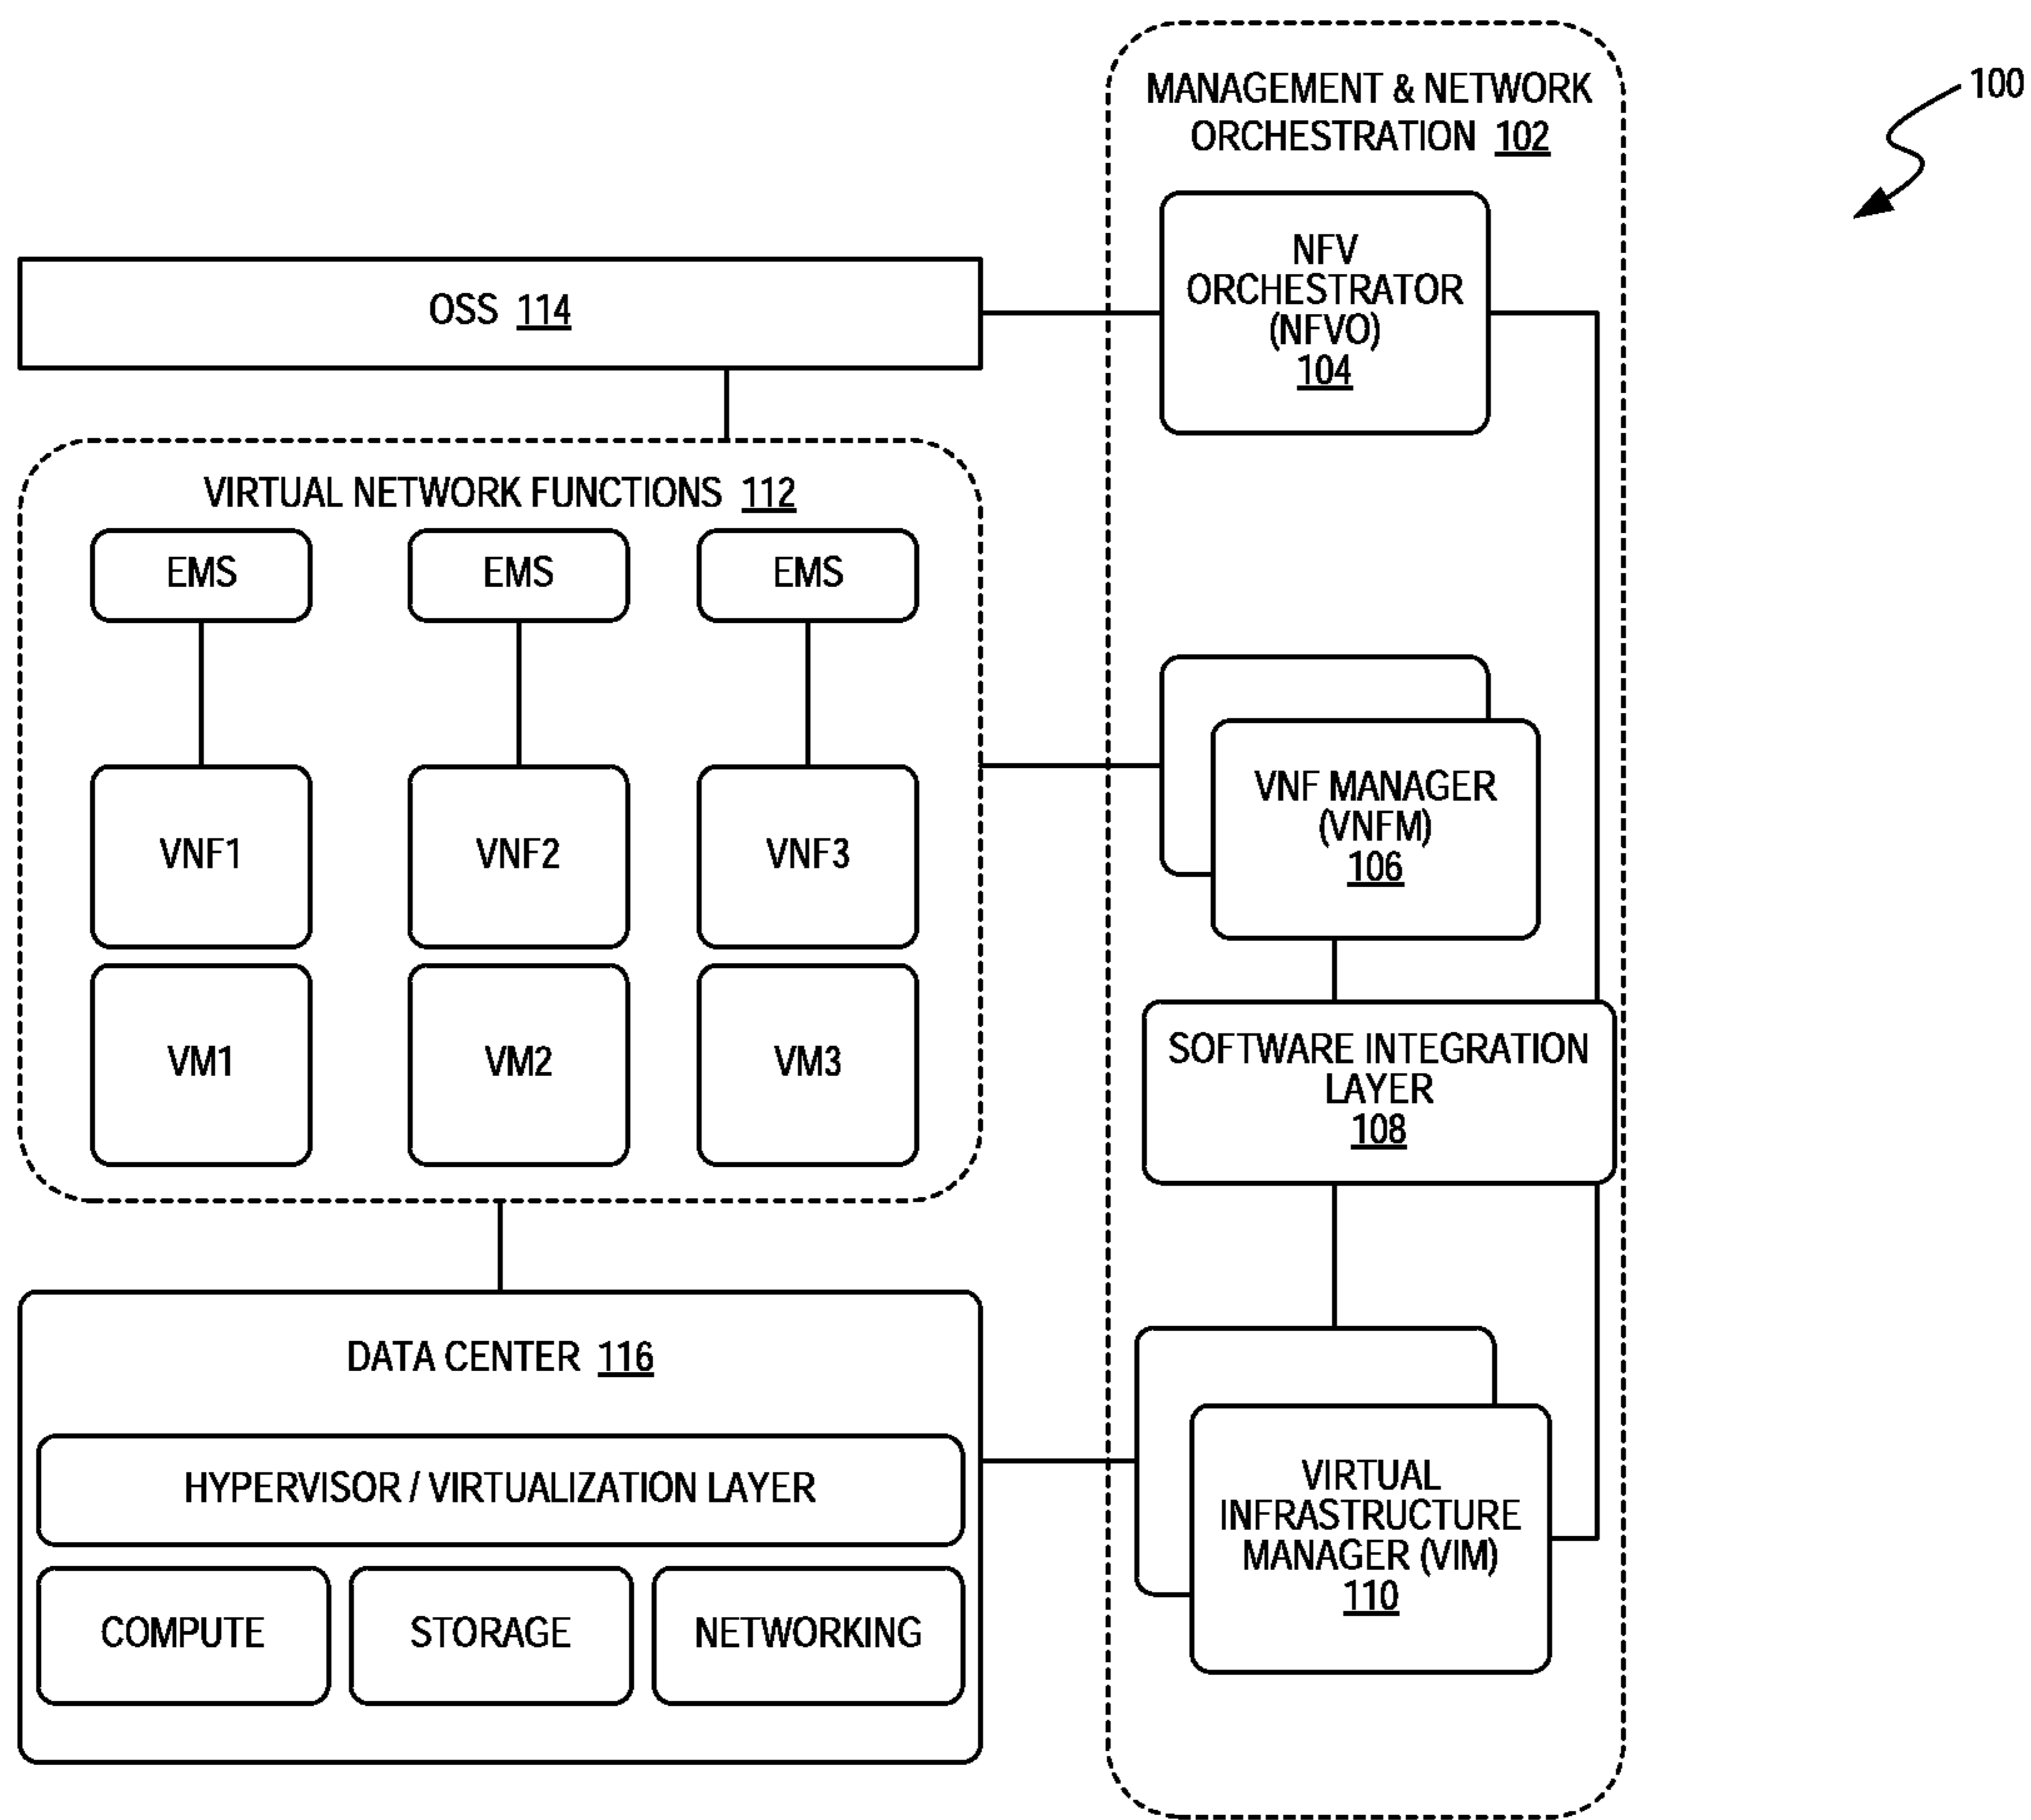 100
MANAGEMENT & NETWORK
ORCHESTRATION 102
NFV
ORCHESTRATOR
(NFVO)
104
OSS 114
VIRTUAL NETWORK FUNCTIONS 112
EMS
EMS
EMS
VNF1
VNF2
VNF3
VM1
VM2
VM3
VNF MANAGER
(VNFM)
106
SOFTWARE INTEGRATION
LAYER
108
DATA CENTER 116
HYPERVISOR / VIRTUALIZATION LAYER
COMPUTE
STORAGE
NETWORKING
VIRTUAL
INFRASTRUCTURE
MANAGER (VIM)
110